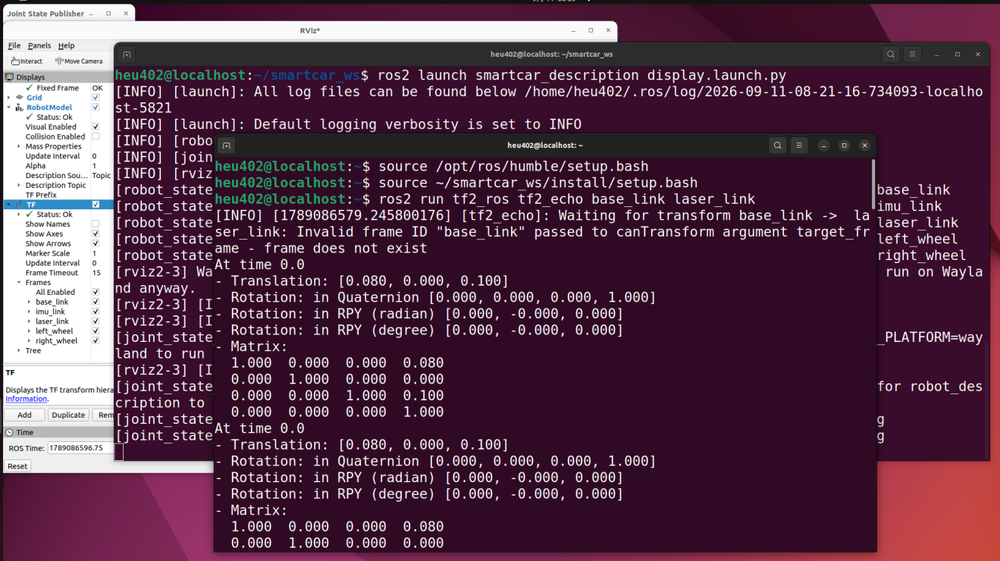 Joint State Publisher
RViz*
File Panels Help
Interact Move Camera
Displays
Fixed Frame OK
Grid
RobotModel
Status: Ok
Visual Enabled
Collision Enabled
Mass Properties
Update Interval 0
Alpha 1
Description Sou... Topic
Description Topic
TF Prefix
TF
Status: Ok
Show Names
Show Axes
Show Arrows
Marker Scale 1
Update Interval 0
Frame Timeout 15
Frames
All Enabled
base_link
imu_link
laser_link
left_wheel
right_wheel
Tree
TF
Displays the TF transform hiera
Information.
Add Duplicate Rem
Time
ROS Time: 1789086596.75
Reset
heu402@localhost: ~/smartcar_ws
heu402@localhost:~/smartcar_ws$ ros2 launch smartcar_description display.launch.py
[INFO] [launch]: All log files can be found below /home/heu402/.ros/log/2026-09-11-08-21-16-734093-localho
st-5821
[INFO] [launch]: Default logging verbosity is set to INFO
[INFO] [robo
[INFO] [join
[INFO] [rviz
[robot_state base_link
[robot_state imu_link
[robot_state laser_link
[robot_state left_wheel
[robot_state right_wheel
[rviz2-3] Wa run on Wayla
nd anyway.
[rviz2-3] [I
[rviz2-3] [I
[joint_state _PLATFORM=way
land to run
[rviz2-3] [I
[joint_state for robot_des
cription to
[joint_state g
[joint_state g
heu402@localhost: ~
heu402@localhost:~$ source /opt/ros/humble/setup.bash
heu402@localhost:~$ source ~/smartcar_ws/install/setup.bash
heu402@localhost:~$ ros2 run tf2_ros tf2_echo base_link laser_link
[INFO] [1789086579.245800176] [tf2_echo]: Waiting for transform base_link ->  la
ser_link: Invalid frame ID "base_link" passed to canTransform argument target_fr
ame - frame does not exist
At time 0.0
- Translation: [0.080, 0.000, 0.100]
- Rotation: in Quaternion [0.000, 0.000, 0.000, 1.000]
- Rotation: in RPY (radian) [0.000, -0.000, 0.000]
- Rotation: in RPY (degree) [0.000, -0.000, 0.000]
- Matrix:
1.000 0.000 0.000 0.080
0.000 1.000 0.000 0.000
0.000 0.000 1.000 0.100
0.000 0.000 0.000 1.000
At time 0.0
- Translation: [0.080, 0.000, 0.100]
- Rotation: in Quaternion [0.000, 0.000, 0.000, 1.000]
- Rotation: in RPY (radian) [0.000, -0.000, 0.000]
- Rotation: in RPY (degree) [0.000, -0.000, 0.000]
- Matrix:
1.000 0.000 0.000 0.080
0.000 1.000 0.000 0.000